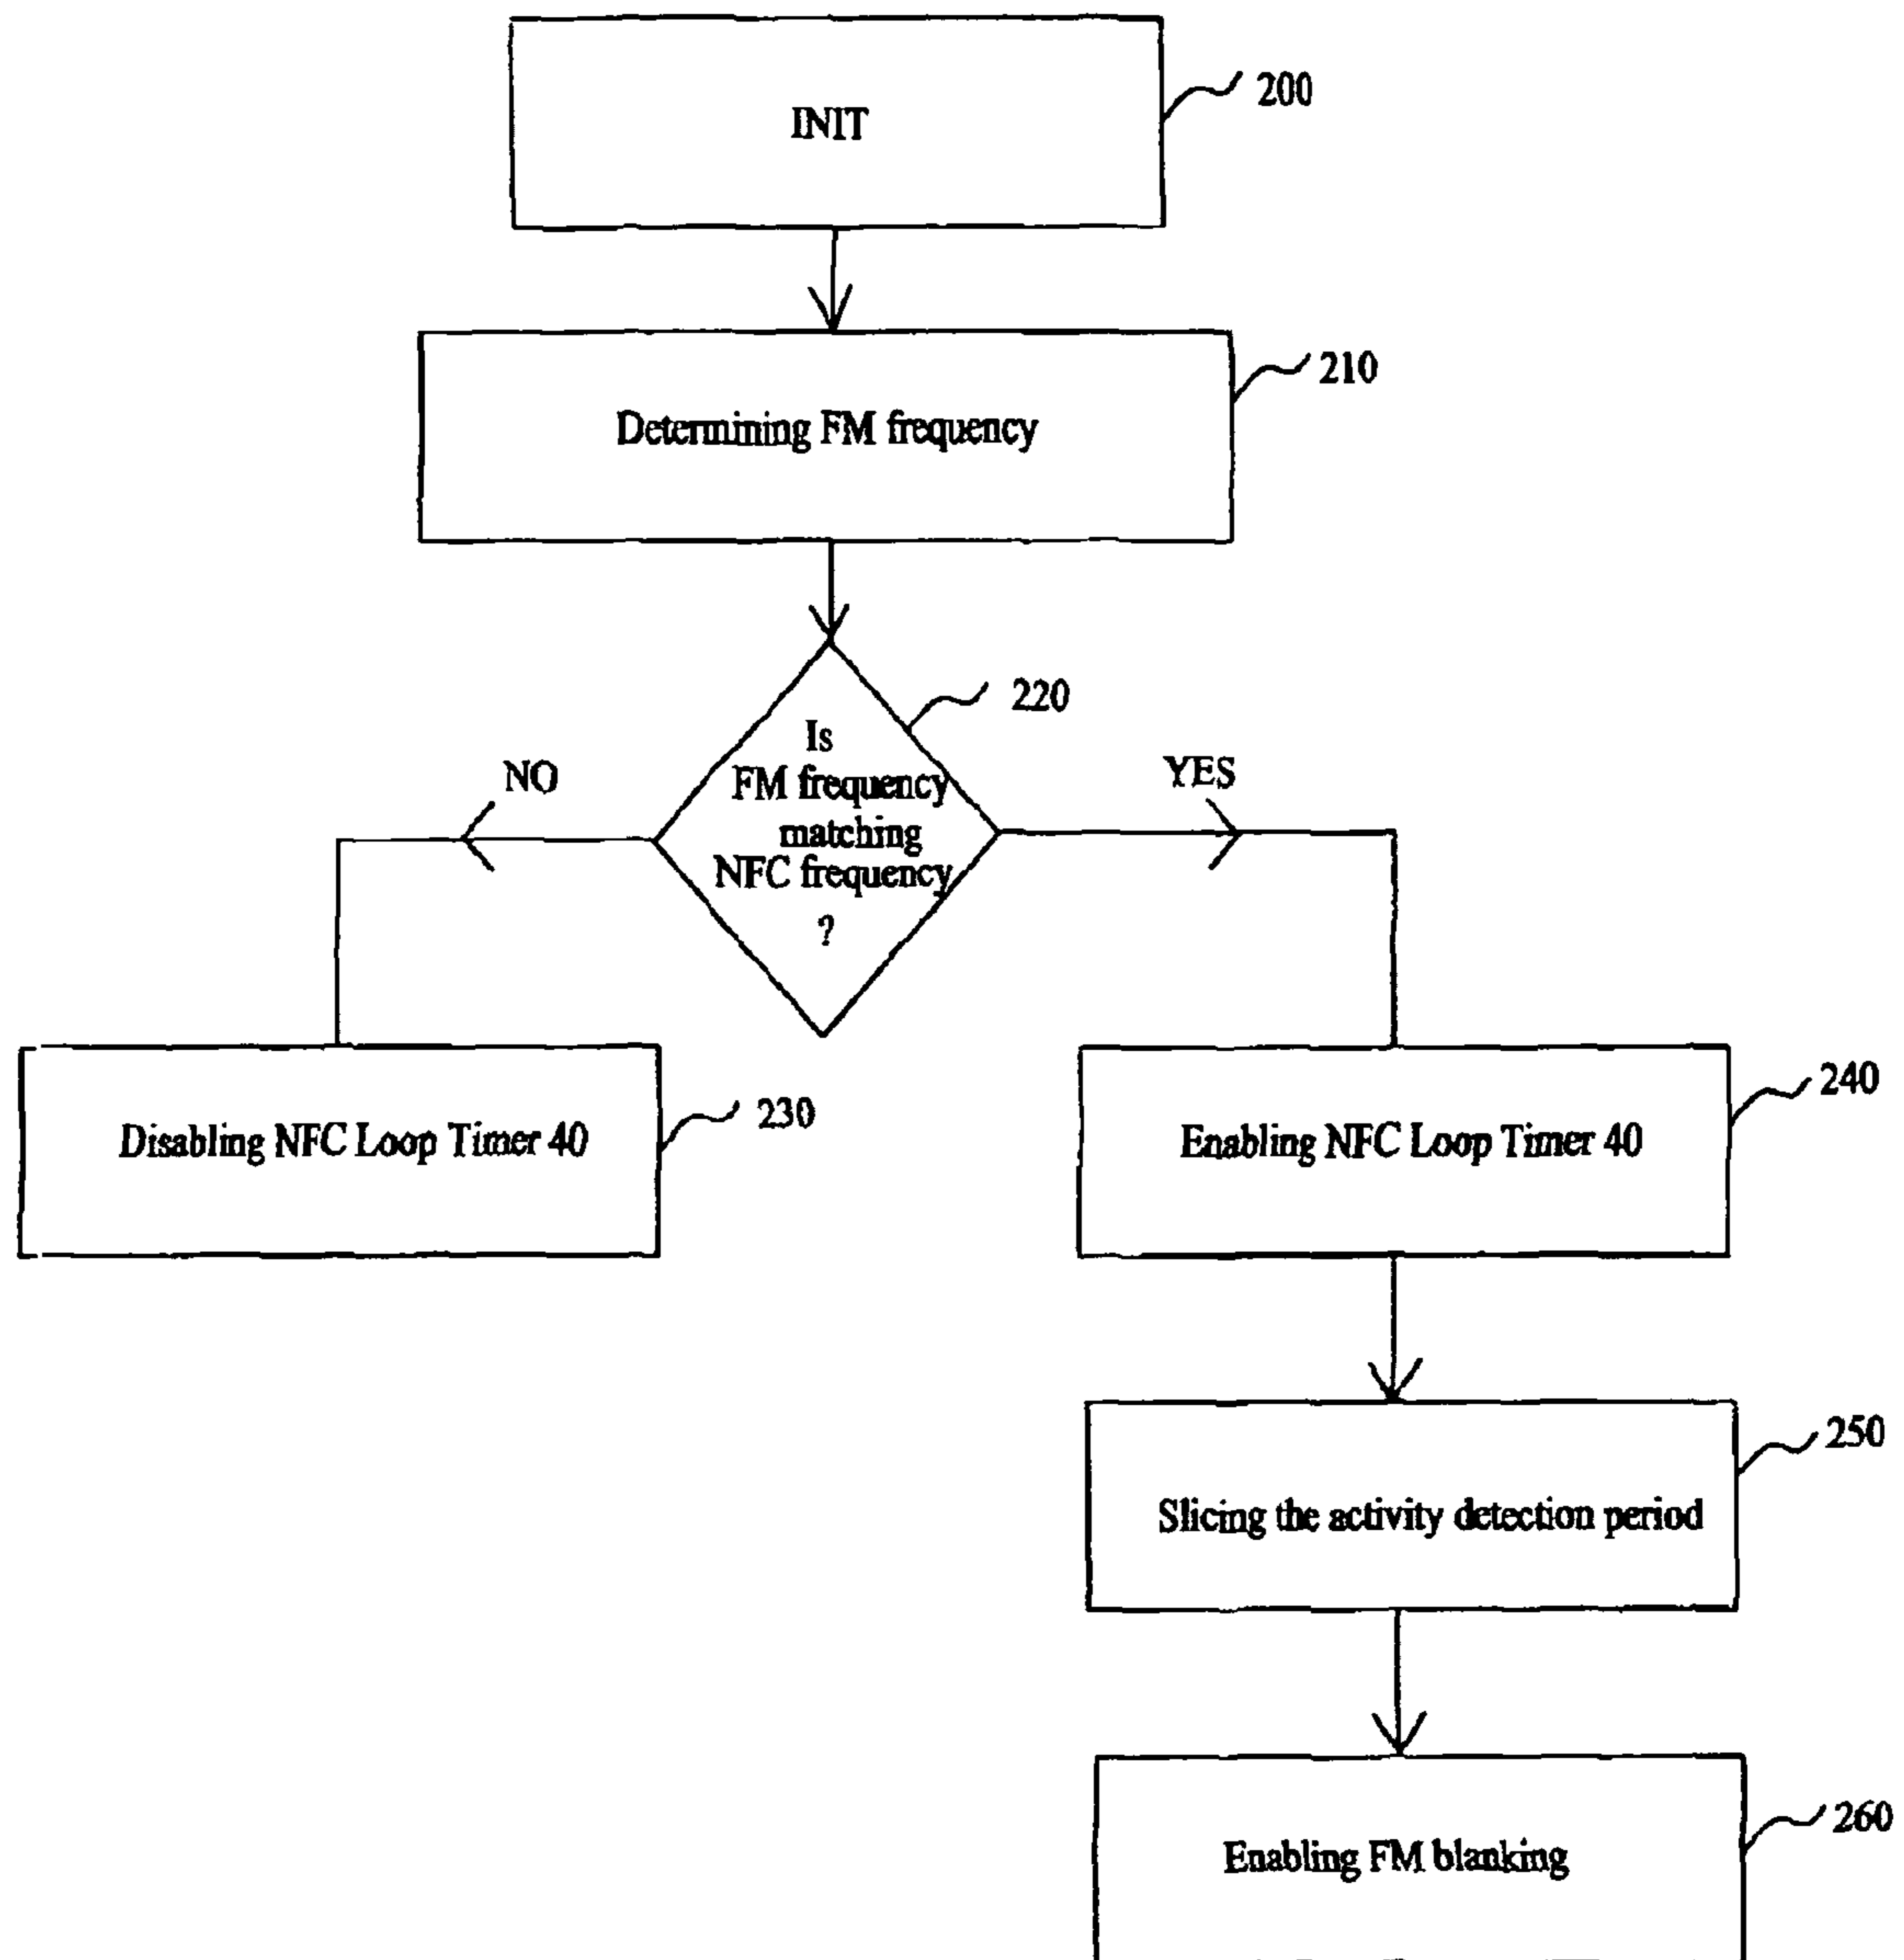 INIT
200
Determining FM frequency
210
220
Is
FM frequency
matching
NFC frequency
?
NO
YES
Disabling NFC Loop Timer 40
230
Enabling NFC Loop Timer 40
240
Slicing the activity detection period
250
Enabling FM blanking
260